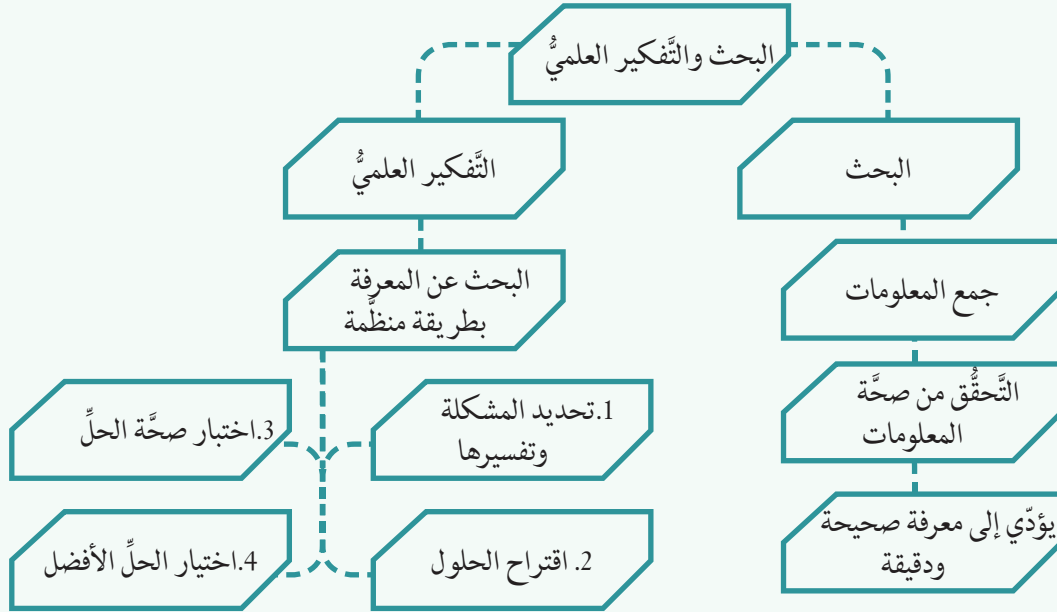 البحث والتَّفكير العلميُّ
البحث
جمع المعلومات
التَّحقُّق من صحَّة
المعلومات
يؤدّي إلى معرفة صحيحة
ودقيقة
التَّفكير العلميُّ
البحث عن المعرفة
بطريقة منظَّمة
1.تحديد المشكلة
وتفسيرها
2. اقتراح الحلول
3.اختبار صحَّة الحلِّ
4.اختيار الحلِّ الأفضل